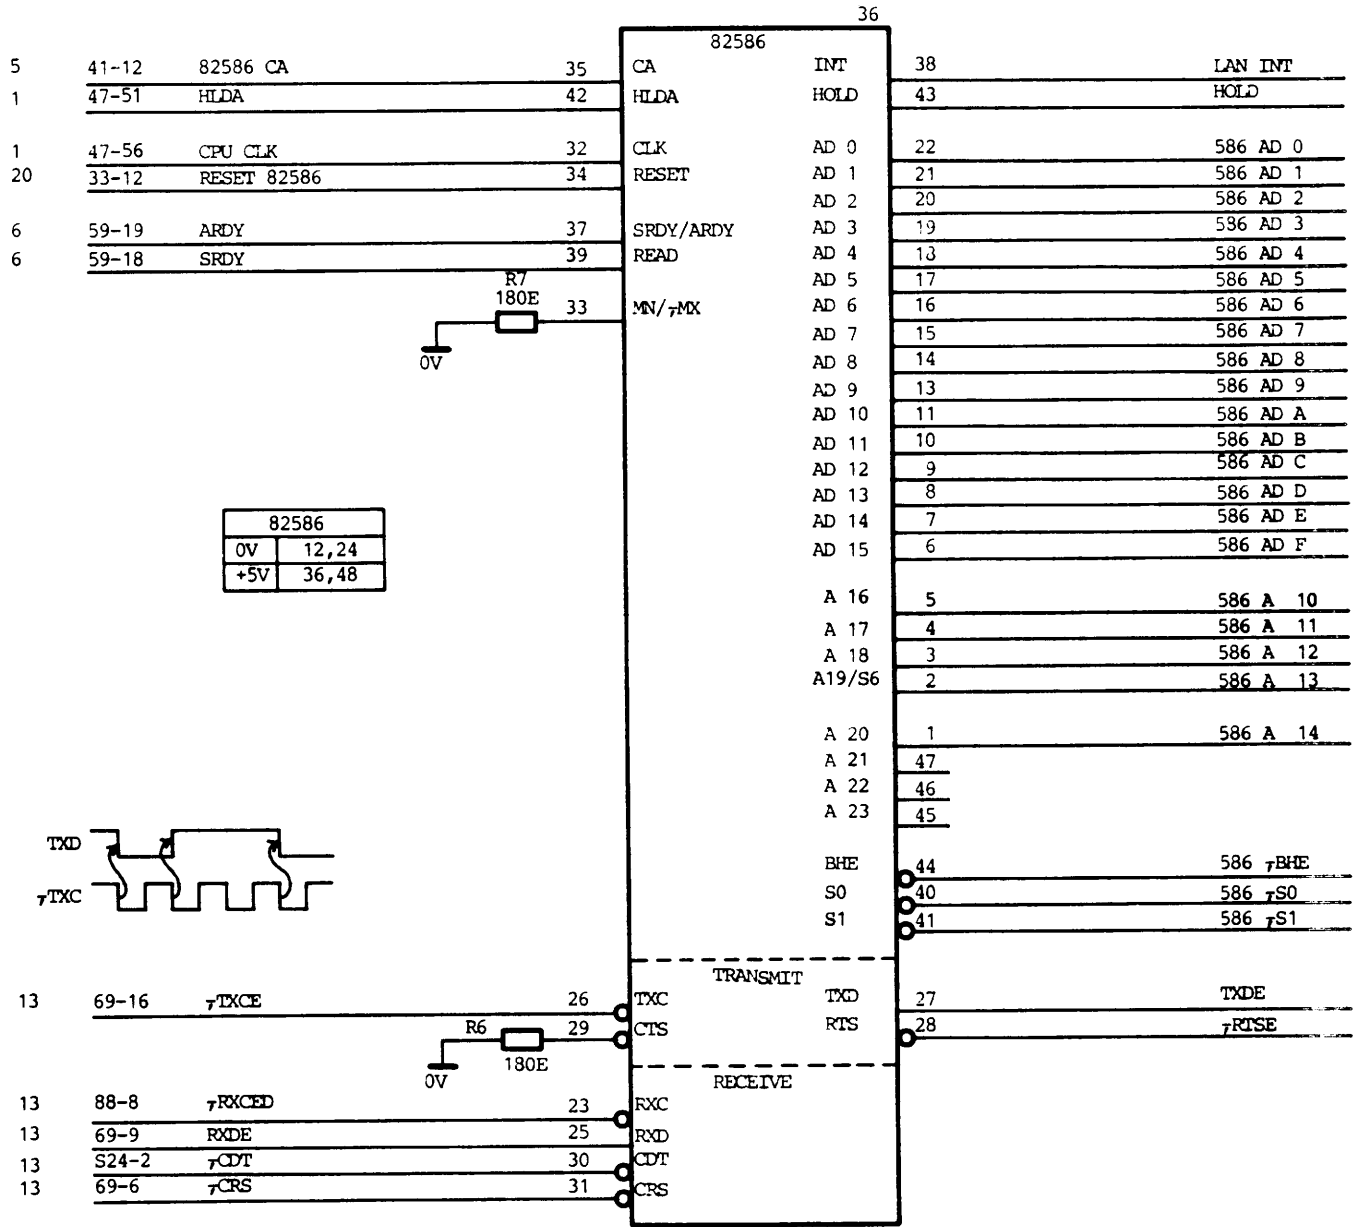 36
82586
5 41-12 82586 CA 35 CA INT 38 LAN INT
1 47-51 HLDA 42 HLDA HOLD 43 HOLD
1 47-56 CPU CLK 32 CLK AD 0 22 586 AD 0
20 33-12 RESET 82586 34 RESET AD 1 21 586 AD 1
AD 2 20 586 AD 2
6 59-19 ARDY 37 SRDY/ARDY AD 3 19 586 AD 3
6 59-18 SRDY 39 READ AD 4 18 586 AD 4
R7 AD 5 17 586 AD 5
180E 33 MN/┐MX AD 6 16 586 AD 6
0V AD 7 15 586 AD 7
AD 8 14 586 AD 8
AD 9 13 586 AD 9
AD 10 11 586 AD A
AD 11 10 586 AD B
AD 12 9 586 AD C
AD 13 8 586 AD D
AD 14 7 586 AD E
AD 15 6 586 AD F
82586
0V 12,24
+5V 36,48
A 16 5 586 A 10
A 17 4 586 A 11
A 18 3 586 A 12
A19/S6 2 586 A 13
A 20 1 586 A 14
A 21 47
A 22 46
A 23 45
TXD
┐TXC
BHE 44 586 ┐BHE
S0 40 586 ┐S0
S1 41 586 ┐S1
TRANSMIT
13 69-16 ┐TXCE 26 TXC TXD 27 TXDE
R6 29 CTS RTS 28 ┐RTSE
180E
0V
RECEIVE
13 88-8 ┐RXCED 23 RXC
13 69-9 RXDE 25 RXD
13 S24-2 ┐CDT 30 CDT
13 69-6 ┐CRS 31 CRS